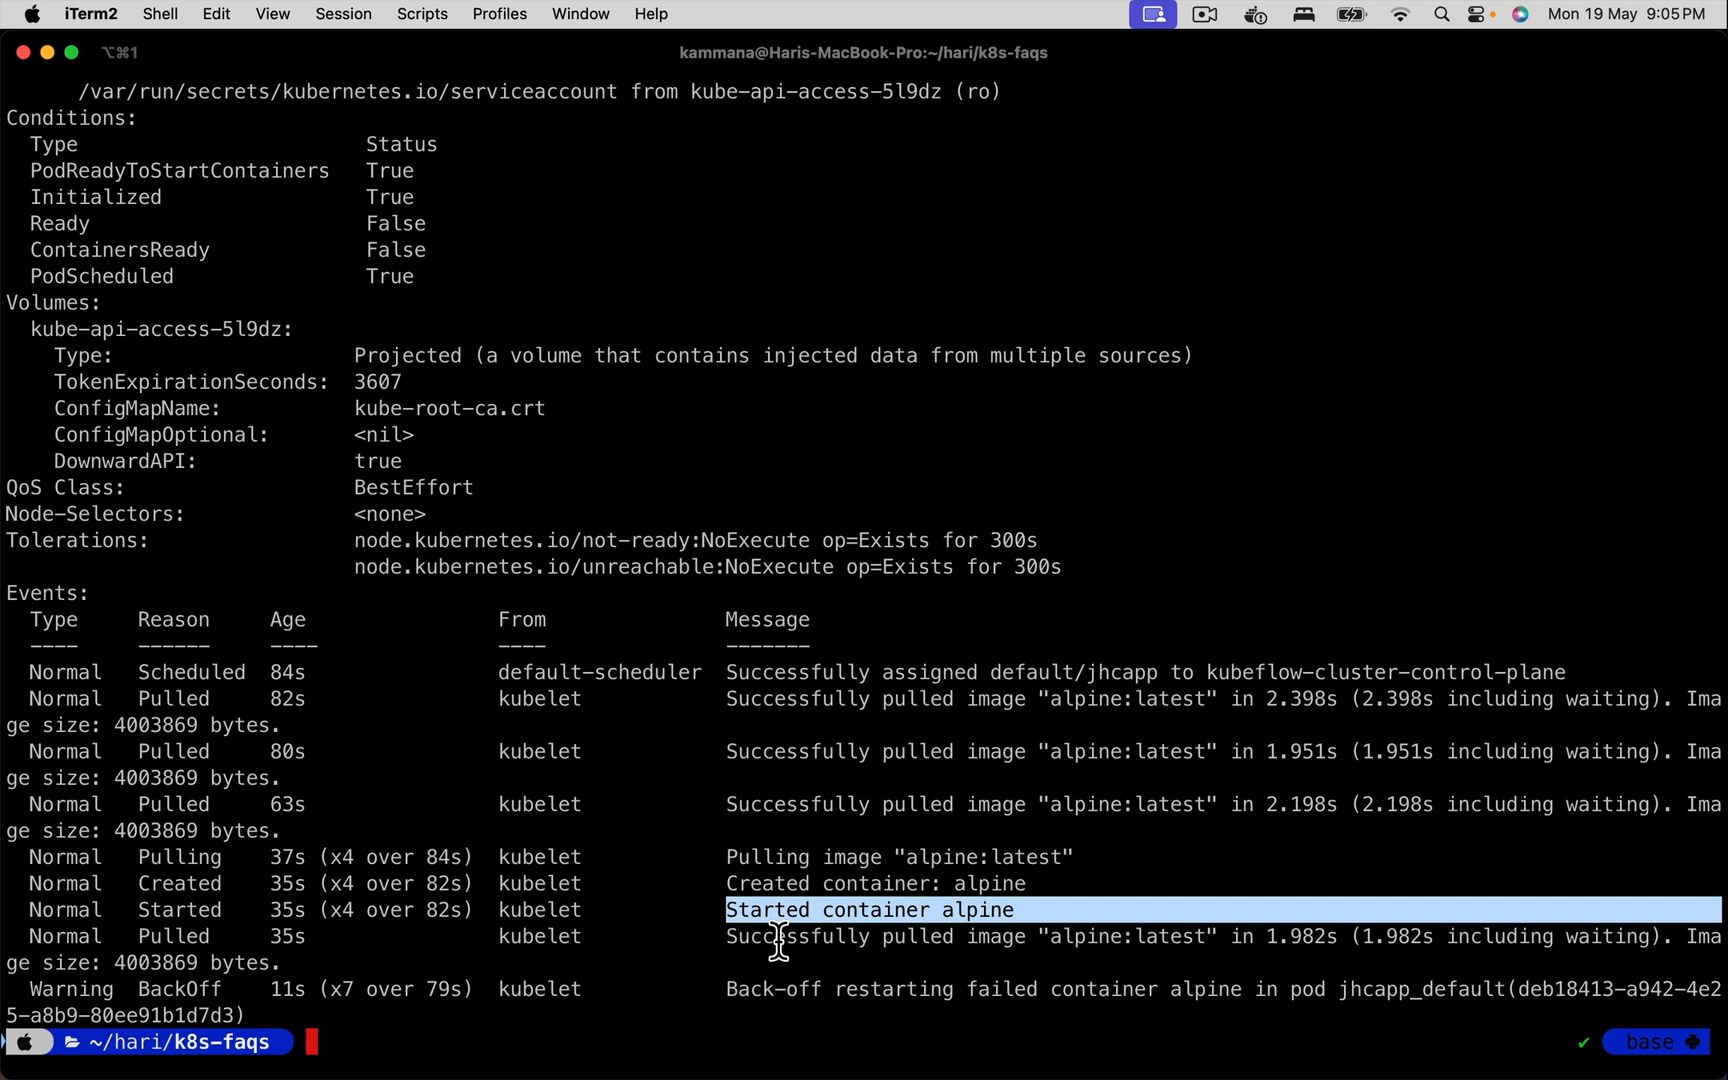 iTerm2 Shell Edit View Session Scripts Profiles Window Help Mon 19 May 9:05 PM
⌥⌘1 kammana@Haris-MacBook-Pro:~/hari/k8s-faqs
/var/run/secrets/kubernetes.io/serviceaccount from kube-api-access-5l9dz (ro)
Conditions:
Type Status
PodReadyToStartContainers True
Initialized True
Ready False
ContainersReady False
PodScheduled True
Volumes:
kube-api-access-5l9dz:
Type: Projected (a volume that contains injected data from multiple sources)
TokenExpirationSeconds: 3607
ConfigMapName: kube-root-ca.crt
ConfigMapOptional: <nil>
DownwardAPI: true
QoS Class: BestEffort
Node-Selectors: <none>
Tolerations: node.kubernetes.io/not-ready:NoExecute op=Exists for 300s
node.kubernetes.io/unreachable:NoExecute op=Exists for 300s
Events:
Type Reason Age From Message
---- ------ ---- ---- -------
Normal Scheduled 84s default-scheduler Successfully assigned default/jhcapp to kubeflow-cluster-control-plane
Normal Pulled 82s kubelet Successfully pulled image "alpine:latest" in 2.398s (2.398s including waiting). Ima
ge size: 4003869 bytes.
Normal Pulled 80s kubelet Successfully pulled image "alpine:latest" in 1.951s (1.951s including waiting). Ima
ge size: 4003869 bytes.
Normal Pulled 63s kubelet Successfully pulled image "alpine:latest" in 2.198s (2.198s including waiting). Ima
ge size: 4003869 bytes.
Normal Pulling 37s (x4 over 84s) kubelet Pulling image "alpine:latest"
Normal Created 35s (x4 over 82s) kubelet Created container: alpine
Normal Started 35s (x4 over 82s) kubelet Started container alpine
Normal Pulled 35s kubelet Successfully pulled image "alpine:latest" in 1.982s (1.982s including waiting). Ima
ge size: 4003869 bytes.
Warning BackOff 11s (x7 over 79s) kubelet Back-off restarting failed container alpine in pod jhcapp_default(deb18413-a942-4e2
5-a8b9-80ee91b1d7d3)
~/hari/k8s-faqs ✔ base